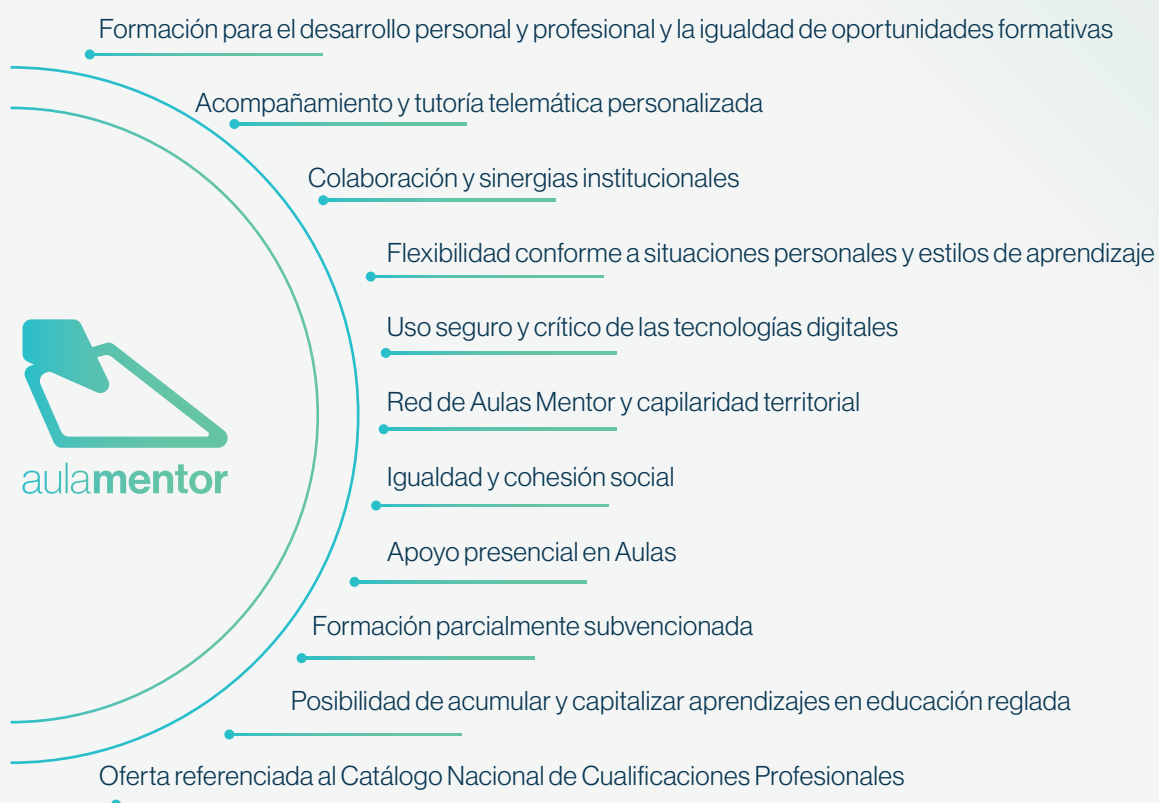 Formación para el desarrollo personal y profesional y la igualdad de oportunidades formativas
Acompañamiento y tutoría telemática personalizada
Colaboración y sinergias institucionales
Flexibilidad conforme a situaciones personales y estilos de aprendizaje
Uso seguro y crítico de las tecnologías digitales
Red de Aulas Mentor y capilaridad territorial
Igualdad y cohesión social
aulamentor
Apoyo presencial en Aulas
Formación parcialmente subvencionada
Posibilidad de acumular y capitalizar aprendizajes en educación reglada
Oferta referenciada al Catálogo Nacional de Cualificaciones Profesionales